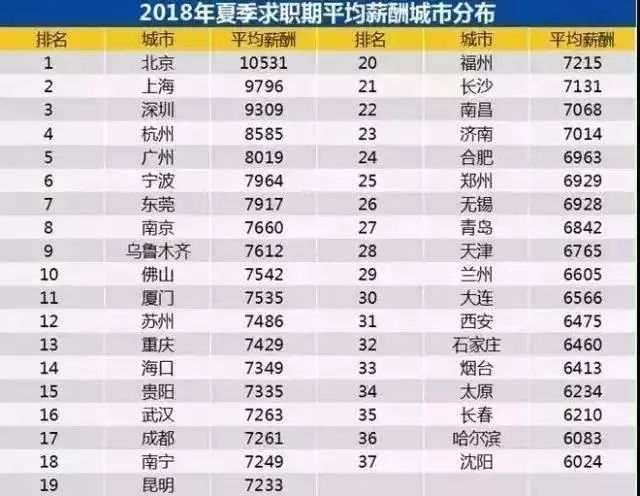 2018年夏季求职期平均薪酬城市分布
排名 城市 平均薪酬 排名 城市 平均薪酬
1 北京 10531 20 福州 7215
2 上海 9796 21 长沙 7131
3 深圳 9309 22 南昌 7068
4 杭州 8585 23 济南 7014
5 广州 8019 24 合肥 6963
6 宁波 7964 25 郑州 6929
7 东莞 7917 26 无锡 6928
8 南京 7660 27 青岛 6842
9 乌鲁木齐 7612 28 天津 6765
10 佛山 7542 29 兰州 6605
11 厦门 7535 30 大连 6566
12 苏州 7486 31 西安 6475
13 重庆 7429 32 石家庄 6460
14 海口 7349 33 烟台 6413
15 贵阳 7335 34 太原 6234
16 武汉 7263 35 长春 6210
17 成都 7261 36 哈尔滨 6083
18 南宁 7249 37 沈阳 6024
19 昆明 7233